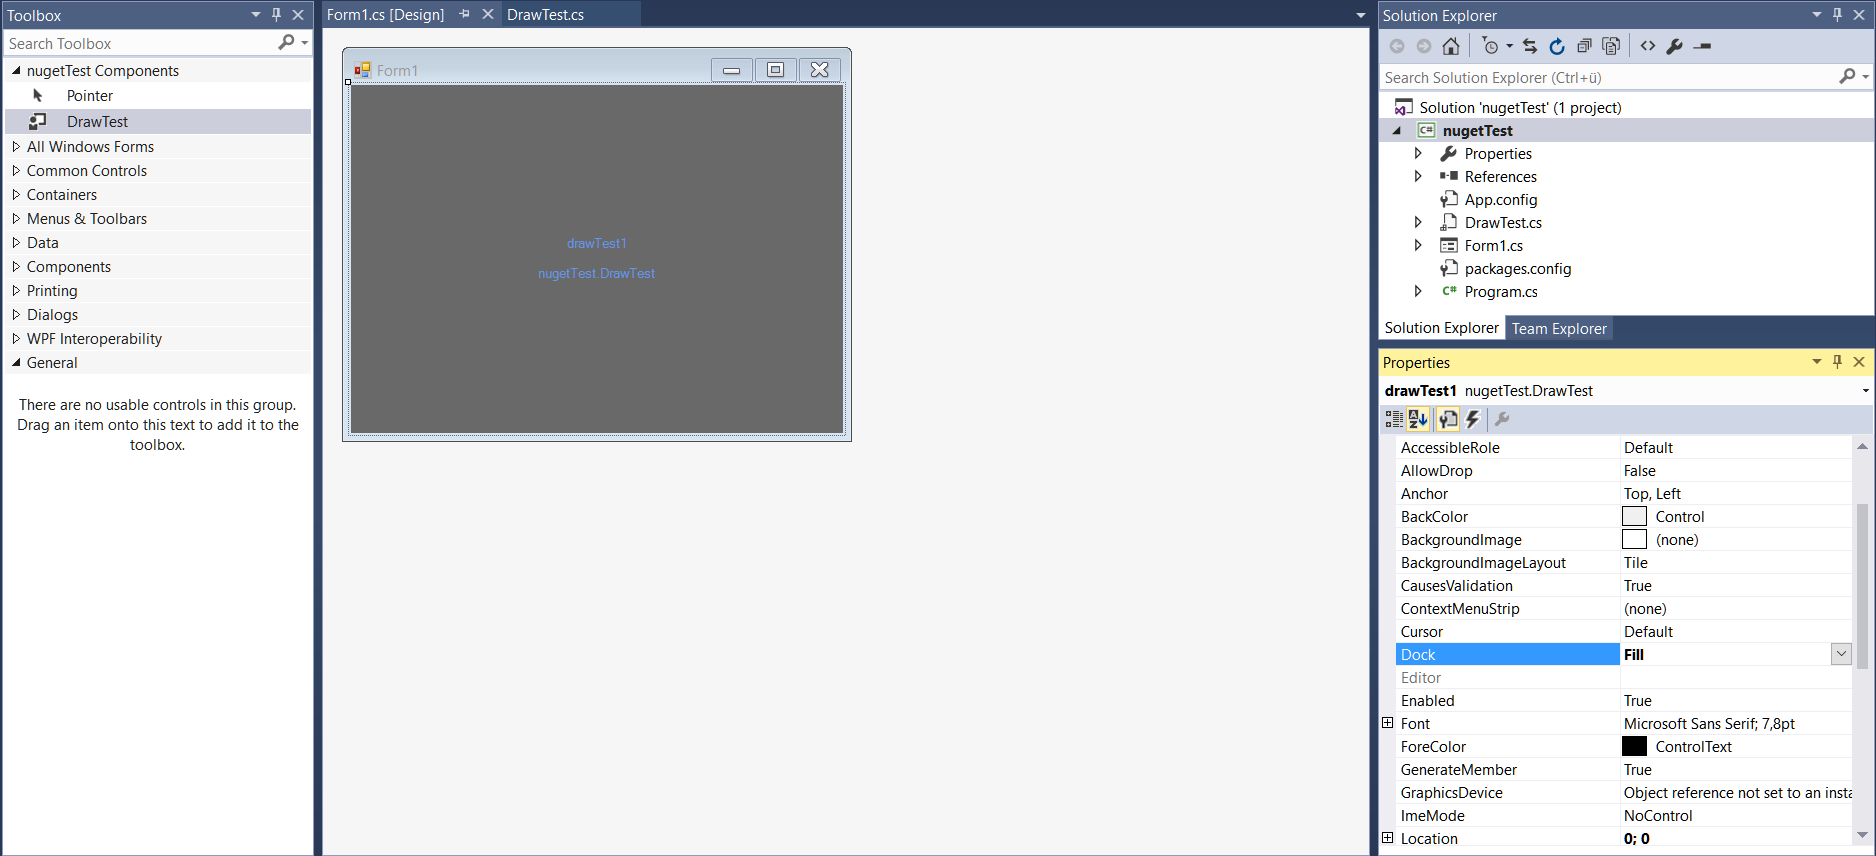 Toolbox
Search Toolbox
nugetTest Components
Pointer
DrawTest
All Windows Forms
Common Controls
Containers
Menus & Toolbars
Data
Components
Printing
Dialogs
WPF Interoperability
General
There are no usable controls in this group.
Drag an item onto this text to add it to the
toolbox.
Form1.cs [Design]
DrawTest.cs
Form1
drawTest1
nugetTest.DrawTest
Solution Explorer
Search Solution Explorer (Ctrl+ü)
Solution 'nugetTest' (1 project)
C# nugetTest
Properties
References
App.config
DrawTest.cs
Form1.cs
packages.config
C# Program.cs
Solution Explorer
Team Explorer
Properties
drawTest1 nugetTest.DrawTest
AccessibleRole Default
AllowDrop False
Anchor Top, Left
BackColor Control
BackgroundImage (none)
BackgroundImageLayout Tile
CausesValidation True
ContextMenuStrip (none)
Cursor Default
Dock Fill
Editor
Enabled True
Font Microsoft Sans Serif; 7,8pt
ForeColor ControlText
GenerateMember True
GraphicsDevice Object reference not set to an insta
ImeMode NoControl
Location 0; 0